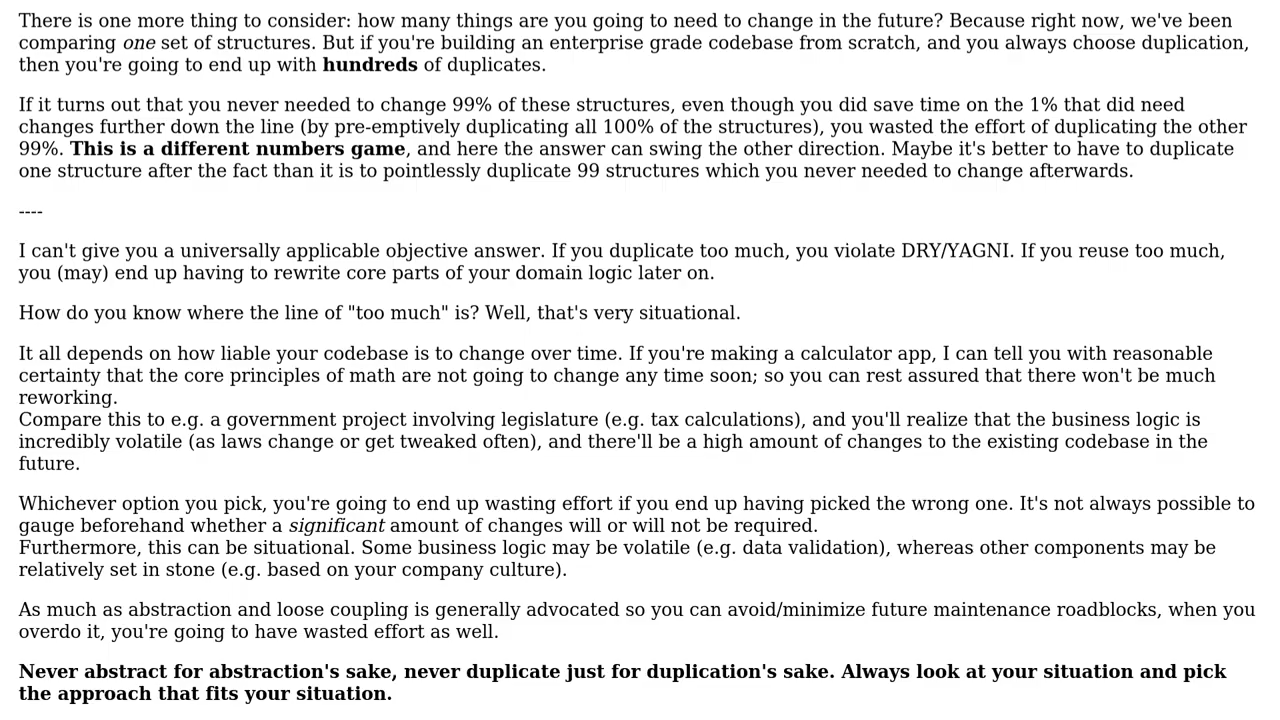 There is one more thing to consider: how many things are you going to need to change in the future? Because right now, we've been
comparing one set of structures. But if you're building an enterprise grade codebase from scratch, and you always choose duplication,
then you're going to end up with hundreds of duplicates.
If it turns out that you never needed to change 99% of these structures, even though you did save time on the 1% that did need
changes further down the line (by pre-emptively duplicating all 100% of the structures), you wasted the effort of duplicating the other
99%. This is a different numbers game, and here the answer can swing the other direction. Maybe it's better to have to duplicate
one structure after the fact than it is to pointlessly duplicate 99 structures which you never needed to change afterwards.
----
I can't give you a universally applicable objective answer. If you duplicate too much, you violate DRY/YAGNI. If you reuse too much,
you (may) end up having to rewrite core parts of your domain logic later on.
How do you know where the line of "too much" is? Well, that's very situational.
It all depends on how liable your codebase is to change over time. If you're making a calculator app, I can tell you with reasonable
certainty that the core principles of math are not going to change any time soon; so you can rest assured that there won't be much
reworking.
Compare this to e.g. a government project involving legislature (e.g. tax calculations), and you'll realize that the business logic is
incredibly volatile (as laws change or get tweaked often), and there'll be a high amount of changes to the existing codebase in the
future.
Whichever option you pick, you're going to end up wasting effort if you end up having picked the wrong one. It's not always possible to
gauge beforehand whether a significant amount of changes will or will not be required.
Furthermore, this can be situational. Some business logic may be volatile (e.g. data validation), whereas other components may be
relatively set in stone (e.g. based on your company culture).
As much as abstraction and loose coupling is generally advocated so you can avoid/minimize future maintenance roadblocks, when you
overdo it, you're going to have wasted effort as well.
Never abstract for abstraction's sake, never duplicate just for duplication's sake. Always look at your situation and pick
the approach that fits your situation.